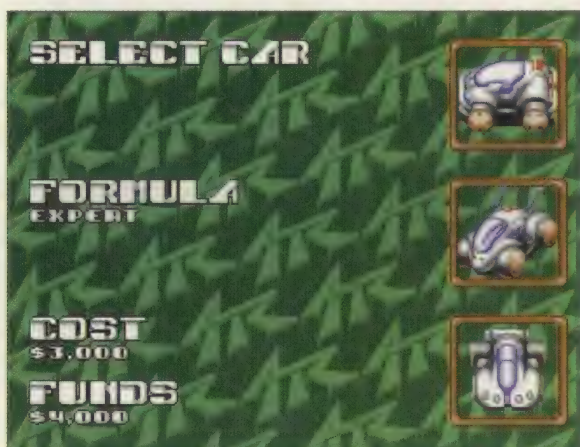 SELECT CAR
FORMULA
EXPERT
COST
$3,000
FUNDS
$4,000